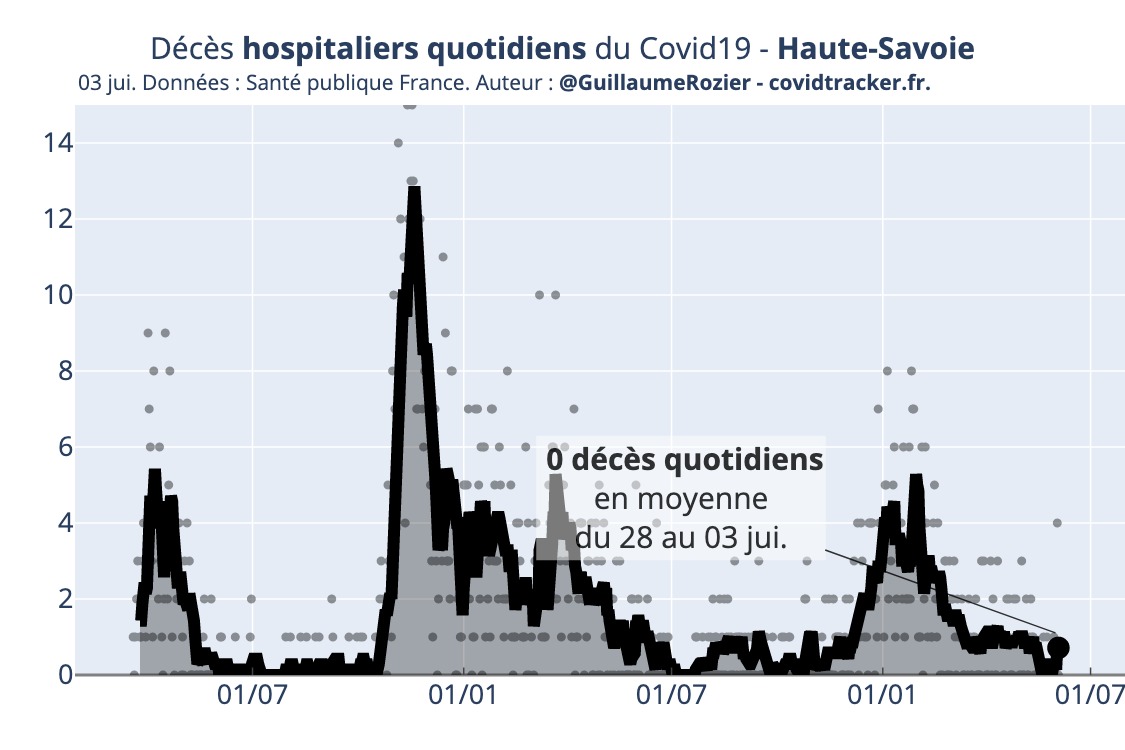 Décès hospitaliers quotidiens du Covid19 - Haute-Savoie
03 jui. Données : Santé publique France. Auteur : @GuillaumeRozier - covidtracker.fr.
14
12
10
8
6
4
2
0
0 décès quotidiens
en moyenne
du 28 au 03 jui.
01/07 01/01 01/07 01/01 01/07